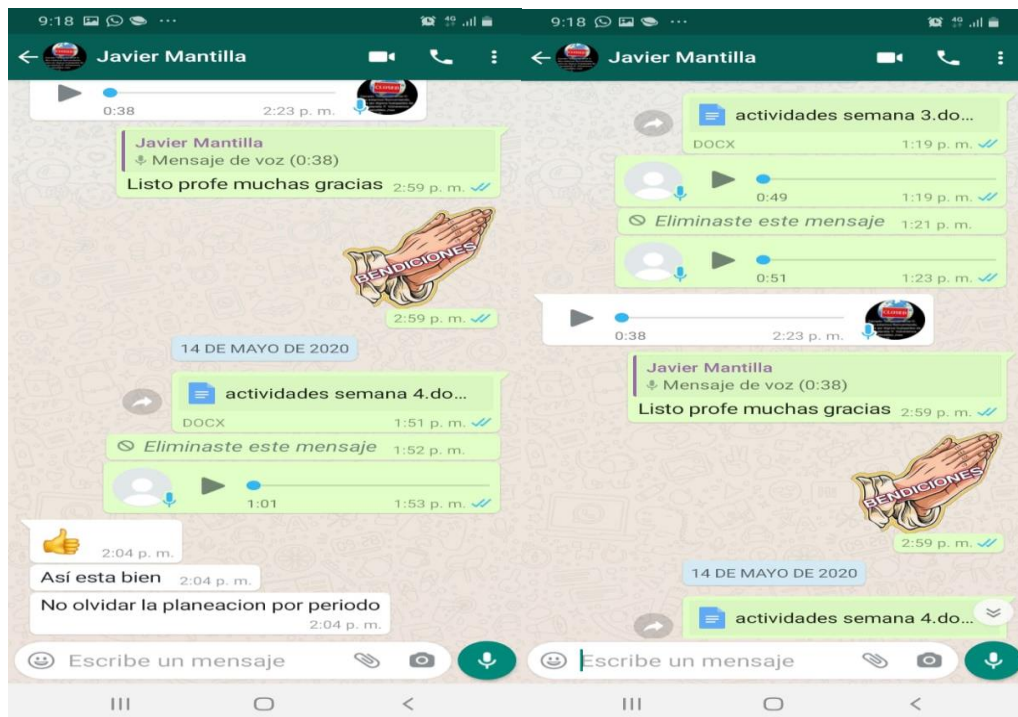 9:18
4G
Javier Mantilla
0:38
2:23 p. m.
Javier Mantilla
Mensaje de voz (0:38)
Listo profe muchas gracias 2:59 p. m.
BENDICIONES
2:59 p. m.
14 DE MAYO DE 2020
actividades semana 4.do...
DOCX
1:51 p. m.
Eliminaste este mensaje 1:52 p. m.
1:01
1:53 p. m.
2:04 p. m.
Así esta bien 2:04 p. m.
No olvidar la planeacion por periodo
2:04 p. m.
Escribe un mensaje
9:18
4G
Javier Mantilla
actividades semana 3.do...
DOCX
1:19 p. m.
0:49
1:19 p. m.
Eliminaste este mensaje 1:21 p. m.
0:51
1:23 p. m.
CLOSER
0:38
2:23 p. m.
Javier Mantilla
Mensaje de voz (0:38)
Listo profe muchas gracias 2:59 p. m.
BENDICIONES
2:59 p. m.
14 DE MAYO DE 2020
actividades semana 4.do...
Escribe un mensaje